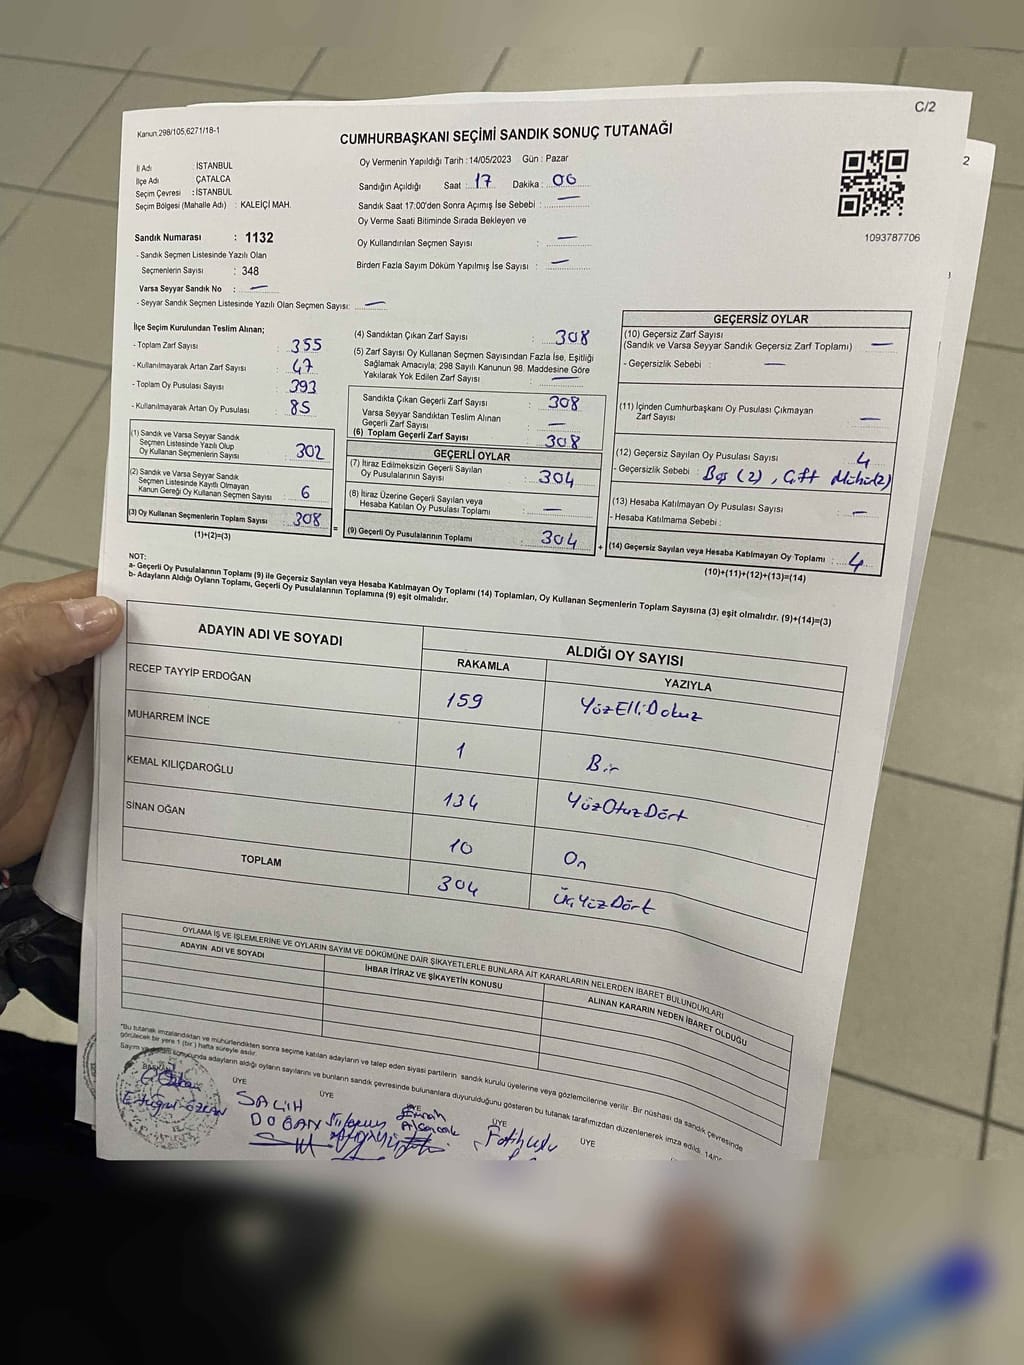 C/2
2
Kanun.298/105,6271/18-1
CUMHURBAŞKANI SEÇİMİ SANDIK SONUÇ TUTANAĞI
1093787706
İl Adı : İSTANBUL
İlçe Adı ÇATALCA
Seçim Çevresi : İSTANBUL
Seçim Bölgesi (Mahalle Adı) : KALEİÇİ MAH.
Sandık Numarası : 1132
- Sandık Seçmen Listesinde Yazılı Olan
Seçmenlerin Sayısı : 348
Varsa Seyyar Sandık No : —
- Seyyar Sandık Seçmen Listesinde Yazılı Olan Seçmen Sayısı: —
Oy Vermenin Yapıldığı Tarih : 14/05/2023 Gün : Pazar
Sandığın Açıldığı Saat : 17 Dakika : 06
Sandık Saat 17:00'den Sonra Açımış İse Sebebi : —
Oy Verme Saati Bitiminde Sırada Bekleyen ve
Oy Kullandırılan Seçmen Sayısı : —
Birden Fazla Sayım Döküm Yapılmış İse Sayısı : —
İlçe Seçim Kurulundan Teslim Alınan;
- Toplam Zarf Sayısı : 355
- Kullanılmayarak Artan Zarf Sayısı : 47
- Toplam Oy Pusulası Sayısı : 393
- Kullanılmayarak Artan Oy Pusulası : 85
(1) Sandık ve Varsa Seyyar Sandık
Seçmen Listesinde Yazılı Olup
Oy Kullanan Seçmenlerin Sayısı : 302
(2) Sandık ve Varsa Seyyar Sandık
Seçmen Listesinde Kayıtlı Olmayan
Kanun Gereği Oy Kullanan Seçmen Sayısı : 6
(3) Oy Kullanan Seçmenlerin Toplam Sayısı : 308
(1)+(2)=(3)
(4) Sandıktan Çıkan Zarf Sayısı : 308
(5) Zarf Sayısı Oy Kullanan Seçmen Sayısından Fazla İse, Eşitliği
Sağlamak Amacıyla; 298 Sayılı Kanunun 98. Maddesine Göre
Yakılarak Yok Edilen Zarf Sayısı : —
Sandıkta Çıkan Geçerli Zarf Sayısı : 308
Varsa Seyyar Sandıktan Teslim Alınan
Geçerli Zarf Sayısı : —
(6) Toplam Geçerli Zarf Sayısı : 308
GEÇERLİ OYLAR
(7) İtiraz Edilmeksizin Geçerli Sayılan
Oy Pusulalarının Sayısı : 304
(8) İtiraz Üzerine Geçerli Sayılan veya
Hesaba Katılan Oy Pusulası Toplamı : —
= (9) Geçerli Oy Pusulalarının Toplamı : 304
GEÇERSİZ OYLAR
(10) Geçersiz Zarf Sayısı
(Sandık ve Varsa Seyyar Sandık Geçersiz Zarf Toplamı) —
- Geçersizlik Sebebi : —
(11) İçinden Cumhurbaşkanı Oy Pusulası Çıkmayan
Zarf Sayısı : —
(12) Geçersiz Sayılan Oy Pusulası Sayısı : 4
- Geçersizlik Sebebi : Boş (2), Çift Mühür(2)
(13) Hesaba Katılmayan Oy Pusulası Sayısı : —
- Hesaba Katılmama Sebebi :
+ (14) Geçersiz Sayılan veya Hesaba Katılmayan Oy Toplamı : 4
(10)+(11)+(12)+(13)=(14)
NOT:
a- Geçerli Oy Pusulalarının Toplamı (9) ile Geçersiz Sayılan veya Hesaba Katılmayan Oy Toplamı (14) Toplamları, Oy Kullanan Seçmenlerin Toplam Sayısına (3) eşit olmalıdır. (9)+(14)=(3)
b- Adayların Aldığı Oyların Toplamı, Geçerli Oy Pusulalarının Toplamına (9) eşit olmalıdır.
ADAYIN ADI VE SOYADI
ALDIĞI OY SAYISI
RAKAMLA YAZIYLA
RECEP TAYYİP ERDOĞAN 159 YüzElliDokuz
MUHARREM İNCE 1 Bir
KEMAL KILIÇDAROĞLU 134 YüzOtuzDört
SİNAN OĞAN 10 On
TOPLAM 304 ÜçYüzDört
OYLAMA İŞ VE İŞLEMLERİNE VE OYLARIN SAYIM VE DÖKÜMÜNE DAİR ŞİKAYETLERLE BUNLARA AİT KARARLARIN NELERDEN İBARET BULUNDUKLARI
ADAYIN ADI VE SOYADI İHBAR İTİRAZ VE ŞİKAYETİN KONUSU ALINAN KARARIN NEDEN İBARET OLDUĞU
"Bu tutanak imzalandıktan ve mühürlendikten sonra seçime katılan adayların ve talep eden siyasi partilerin sandık kurulu üyelerine veya gözlemcilerine verilir .Bir nüshası da sandık çevresinde
görülecek bir yere 1 (bir) hafta süreyle asılır.
Sayım ve döküm sonucunda adayların aldığı oyların sayılarını ve bunların sandık çevresinde bulunanlara duyurulduğunu gösteren bu tutanak tarafımızdan düzenlenerek imza edildi. 14/
BAŞKAN ÜYE ÜYE ÜYE ÜYE ÜYE
Ertuğrul ÖZCAN
SALİH
DOĞAN